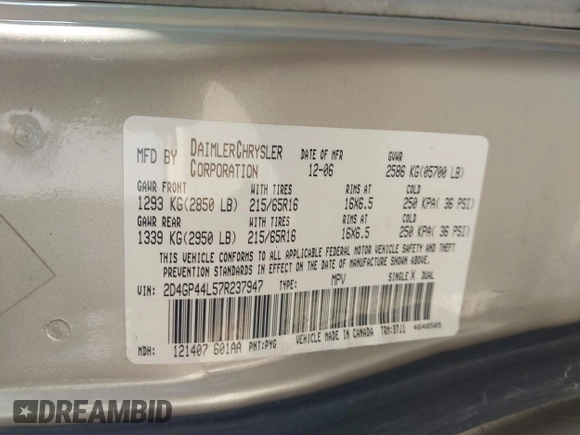 MFD BY DAIMLERCHRYSLER CORPORATION DATE OF MFR 12-06 GVWR 2586 KG(05700 LB)
GAWR FRONT WITH TIRES RIMS AT COLD
1293 KG(2850 LB) 215/65R16 16X6.5 250 KPA( 36 PSI)
GAWR REAR WITH TIRES RIMS AT COLD
1339 KG(2950 LB) 215/65R16 16X6.5 250 KPA( 36 PSI)
THIS VEHICLE CONFORMS TO ALL APPLICABLE FEDERAL MOTOR VEHICLE SAFETY AND THEFT
PREVENTION STANDARDS IN EFFECT ON THE DATE OF MANUFACTURE SHOWN ABOVE.
VIN: 2D4GP44L57R237947 TYPE: MPV SINGLE X DUAL
VEHICLE MADE IN CANADA TRM:B7J1 4648505
MDH: 121407 601AA PNT:PYG
DREAMBID